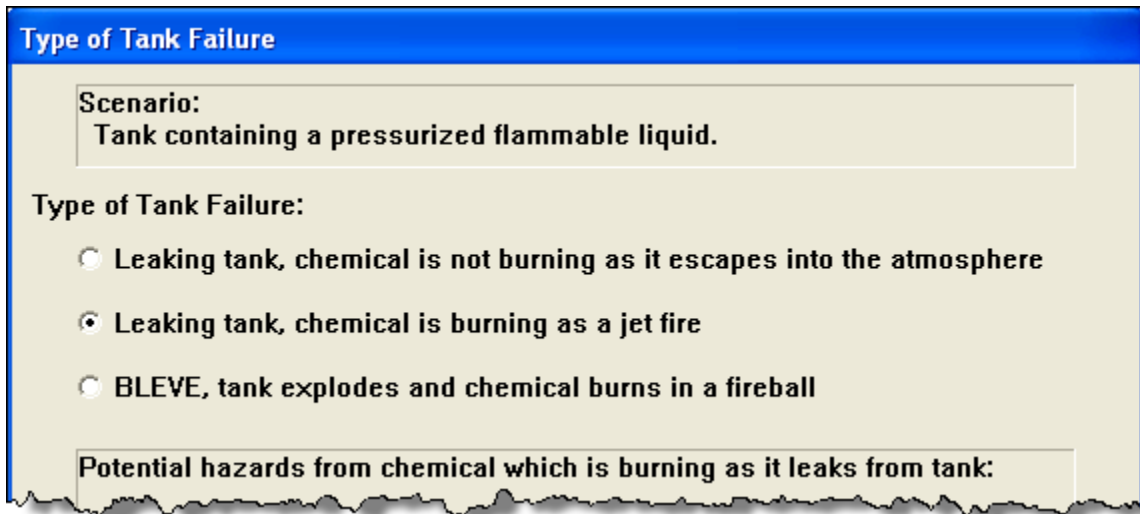 Type of Tank Failure
Scenario:
Tank containing a pressurized flammable liquid.
Type of Tank Failure:
Leaking tank, chemical is not burning as it escapes into the atmosphere
Leaking tank, chemical is burning as a jet fire
BLEVE, tank explodes and chemical burns in a fireball
Potential hazards from chemical which is burning as it leaks from tank: